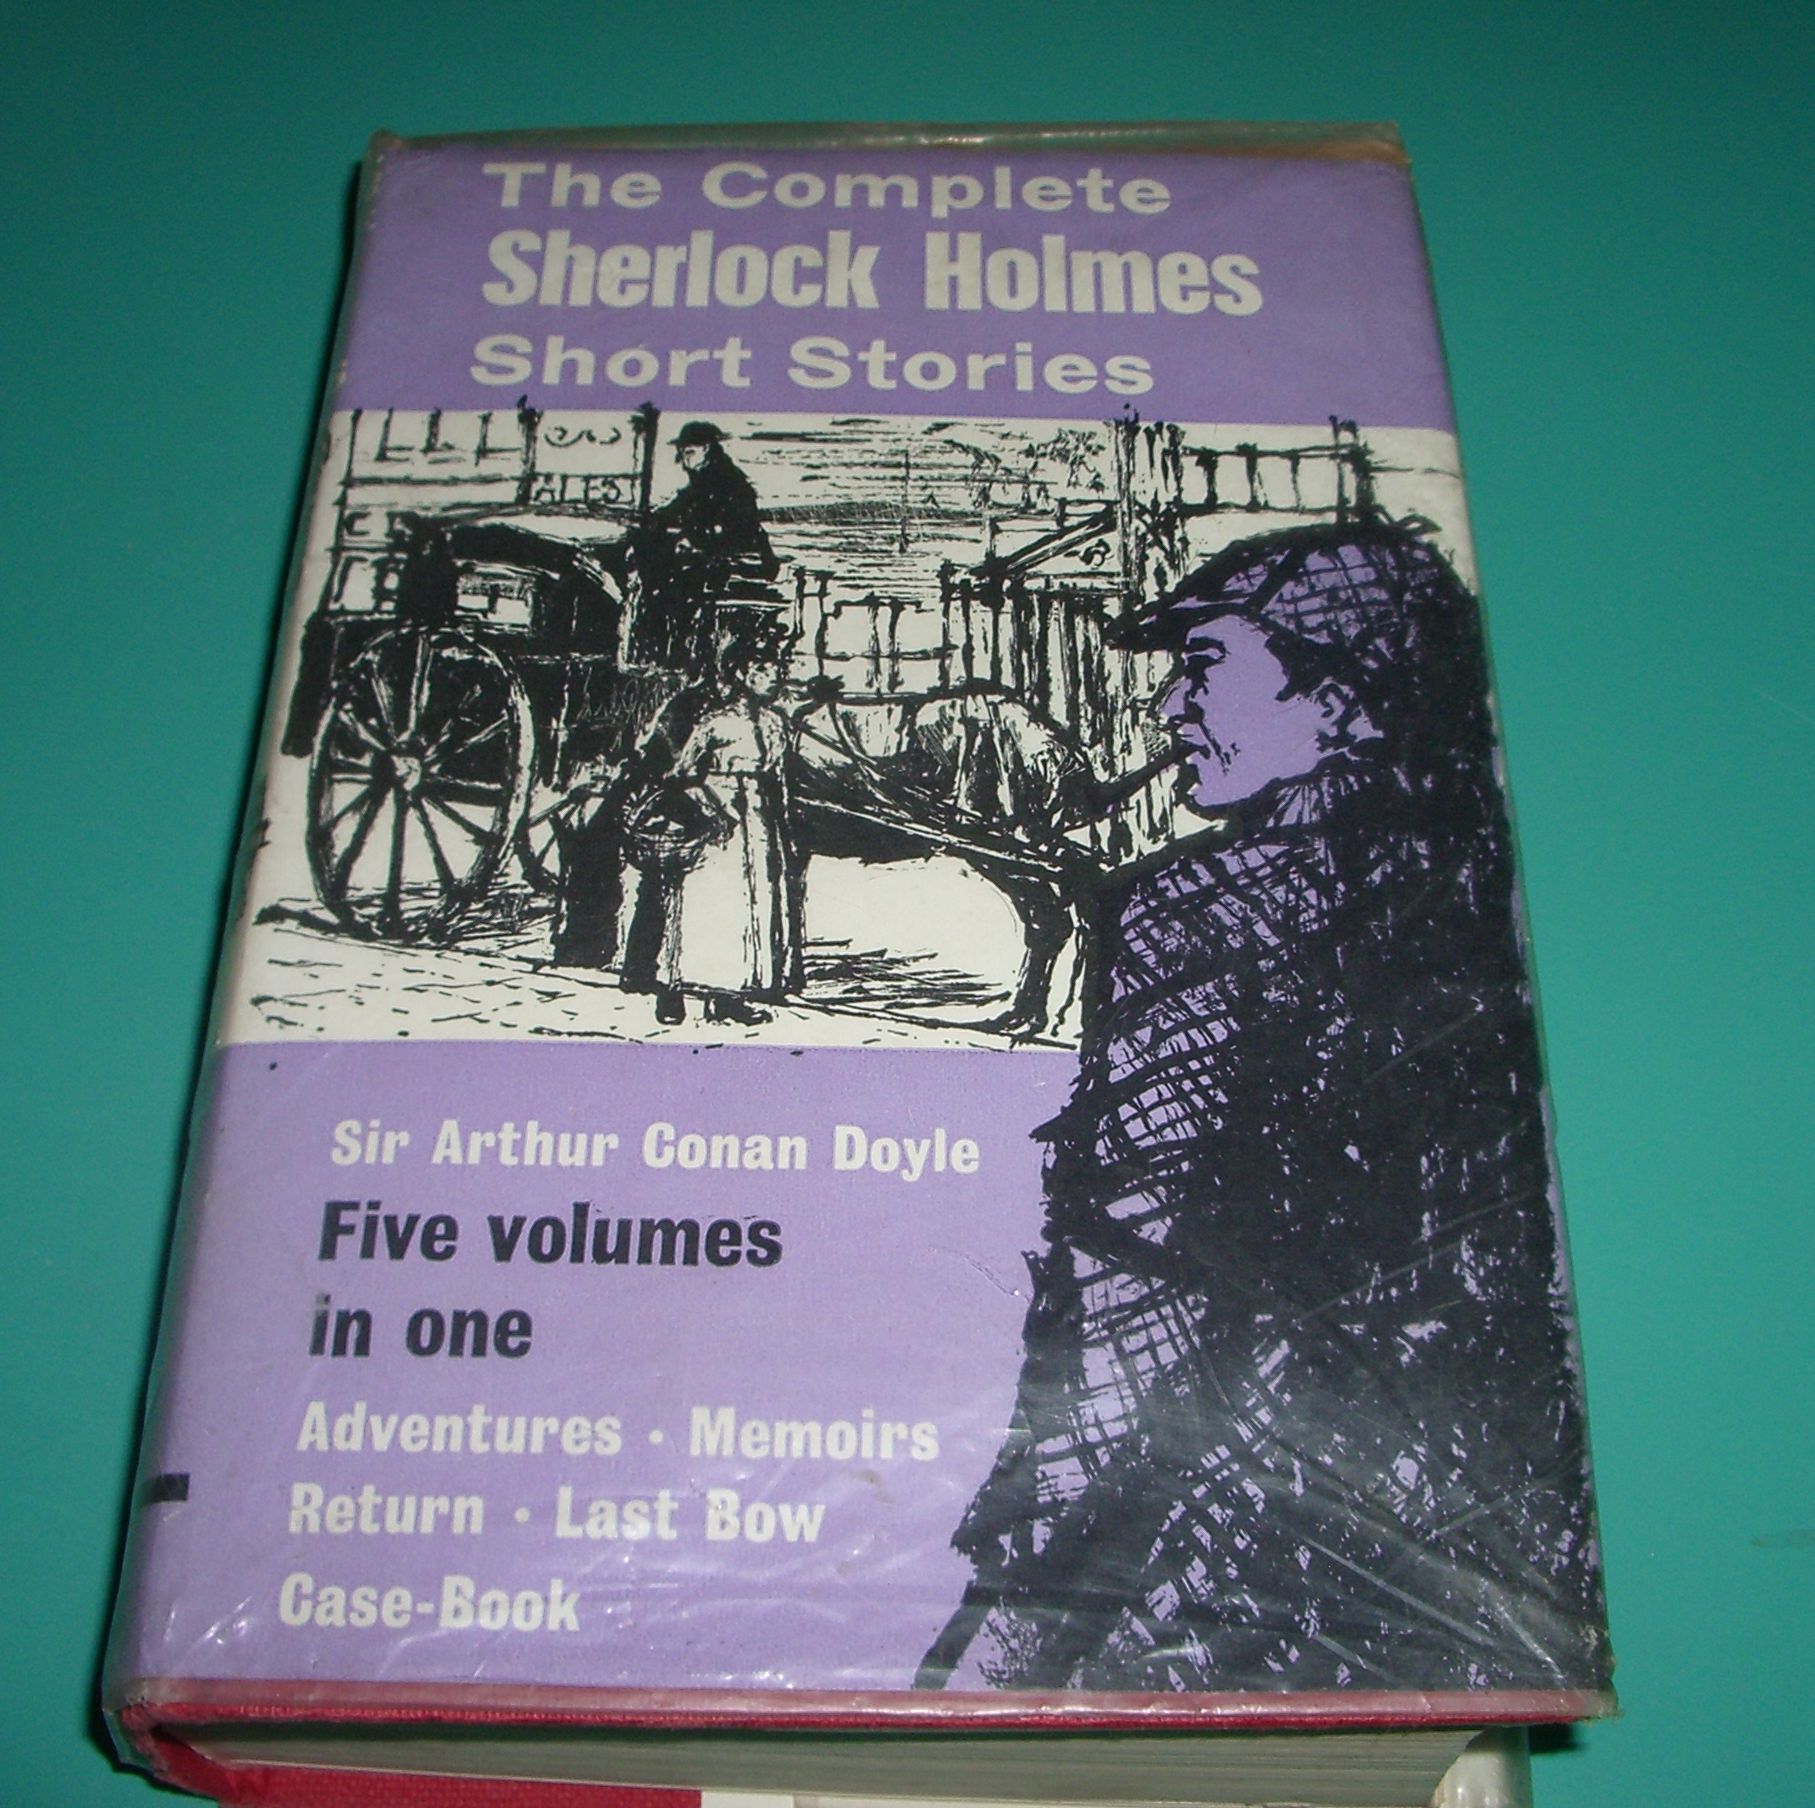 The Complete
Sherlock Holmes
Short Stories
ALES
Sir Arthur Conan Doyle
Five volumes
in one
Adventures · Memoirs
Return · Last Bow
Case-Book